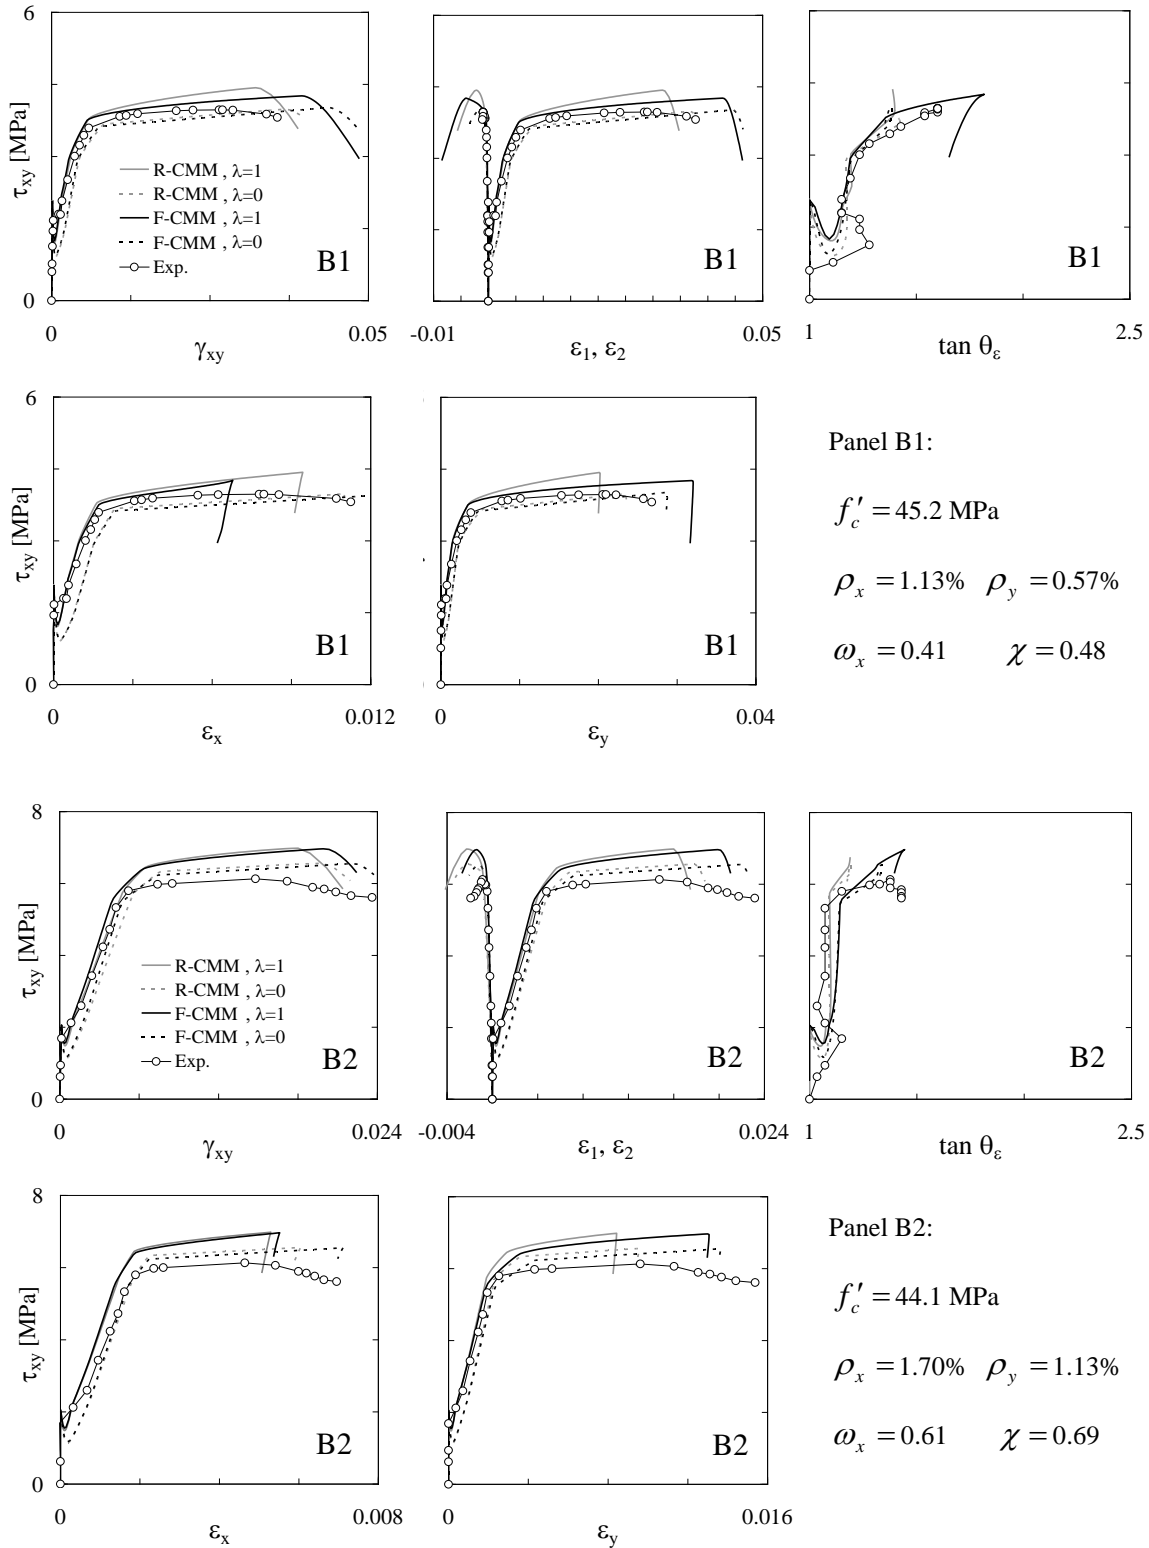 6
τxy [MPa]
R-CMM , λ=1
R-CMM , λ=0
F-CMM , λ=1
F-CMM , λ=0
Exp.
B1
0
0
0.05
γxy
B1
-0.01
0.05
ε1, ε2
B1
1
2.5
tan θε
6
τxy [MPa]
B1
0
0
0.012
εx
B1
0
0.04
εy
Panel B1:
f'c = 45.2 MPa
ρx = 1.13% ρy = 0.57%
ωx = 0.41 χ = 0.48
8
τxy [MPa]
R-CMM , λ=1
R-CMM , λ=0
F-CMM , λ=1
F-CMM , λ=0
Exp.
B2
0
0
0.024
γxy
B2
-0.004
0.024
ε1, ε2
B2
1
2.5
tan θε
8
τxy [MPa]
B2
0
0
0.008
εx
B2
0
0.016
εy
Panel B2:
f'c = 44.1 MPa
ρx = 1.70% ρy = 1.13%
ωx = 0.61 χ = 0.69